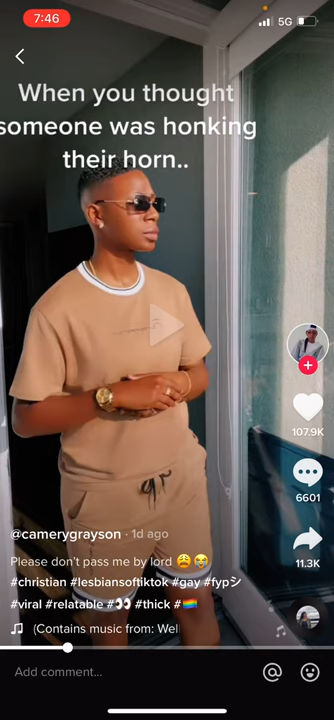 7:46
5G
When you thought
someone was honking
their horn..
107.9K
6601
11.3K
@camerygrayson · 1d ago
Please don't pass me by lord 😩😭
#christian #lesbiansoftiktok #gay #fypシ
#viral #relatable #👀 #thick #🏳️‍🌈
(Contains music from: Wel
Add comment...